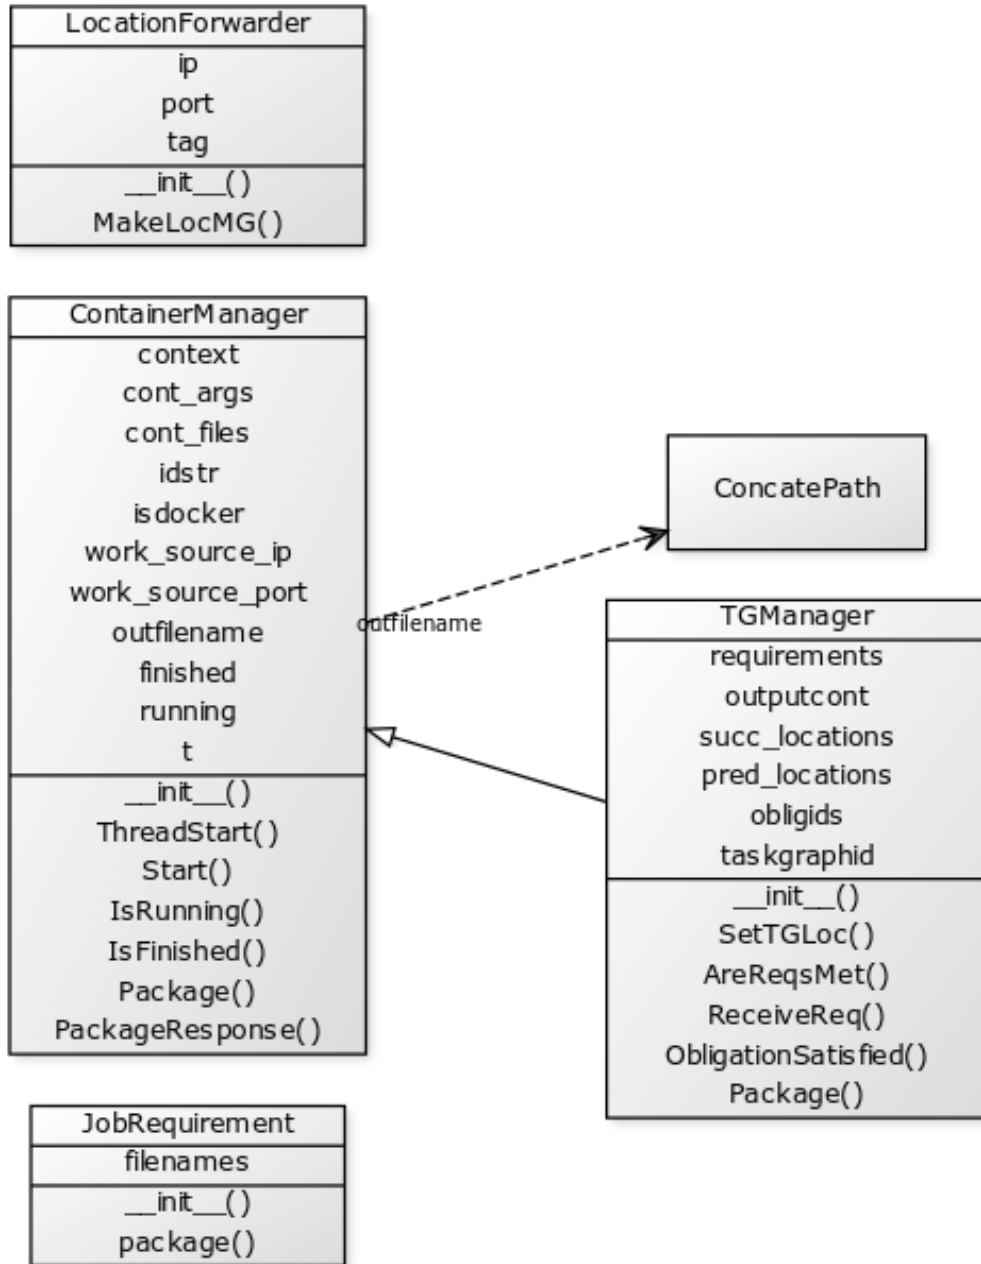 LocationForwarder
ip
port
tag
__init__()
MakeLocMG()
ContainerManager
context
cont_args
cont_files
idstr
isdocker
work_source_ip
work_source_port
outfilename
finished
running
t
__init__()
ThreadStart()
Start()
IsRunning()
IsFinished()
Package()
PackageResponse()
outfilename
ConcatePath
TGManager
requirements
outputcont
succ_locations
pred_locations
obligids
taskgraphid
__init__()
SetTGLoc()
AreReqsMet()
ReceiveReq()
ObligationSatisfied()
Package()
JobRequirement
filenames
__init__()
package()